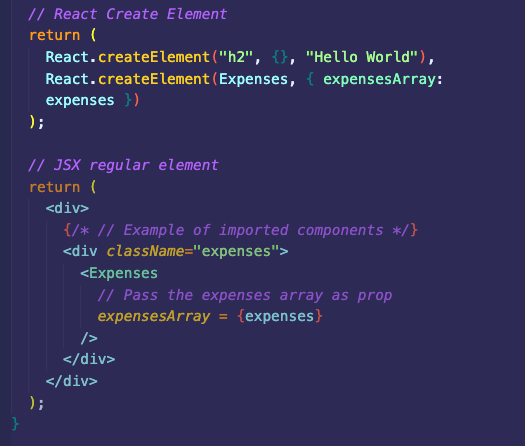 // React Create Element
return (
React.createElement("h2", {}, "Hello World"),
React.createElement(Expenses, { expensesArray:
expenses })
);
// JSX regular element
return (
<div>
{/* // Example of imported components */}
<div className="expenses">
<Expenses
// Pass the expenses array as prop
expensesArray = {expenses}
/>
</div>
</div>
);
}